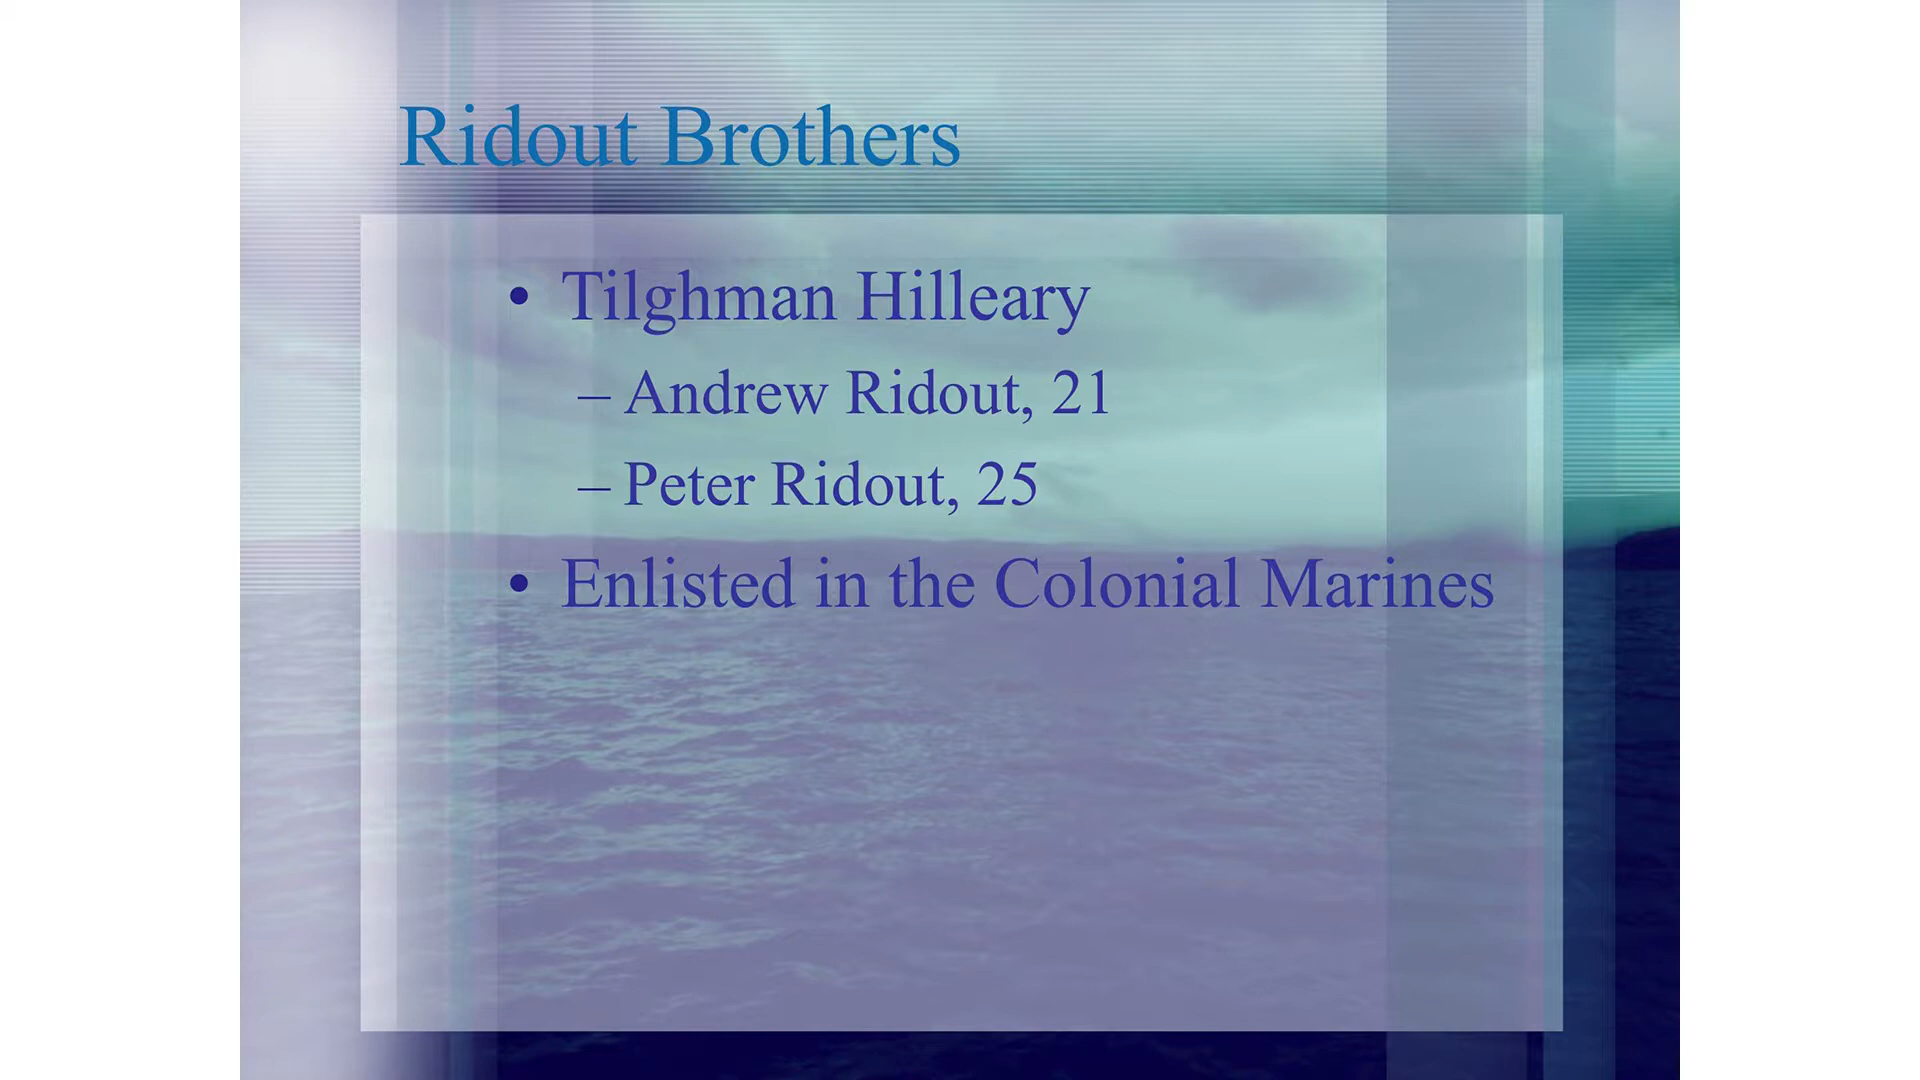 Ridout Brothers
• Tilghman Hilleary
– Andrew Ridout, 21
– Peter Ridout, 25
• Enlisted in the Colonial Marines